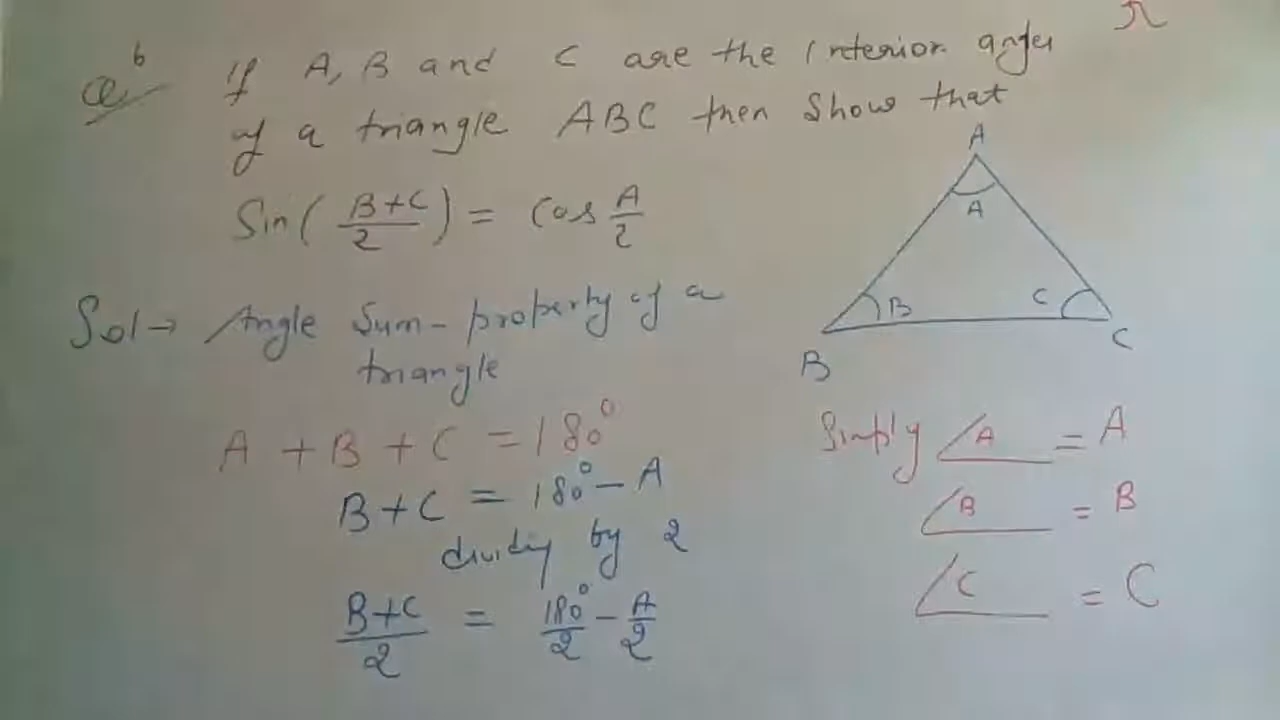 Q 6 If A, B and C are the Interior angles
of a triangle ABC then Show that
Sin( B+C/2 ) = Cos A/2
A
A
B
C
B
C
Sol → Angle Sum-property of a
triangle
A + B + C = 180°
B+C = 180° - A
dividing by 2
B+C/2 = 180°/2 - A/2
Simply ∠A = A
∠B = B
∠C = C